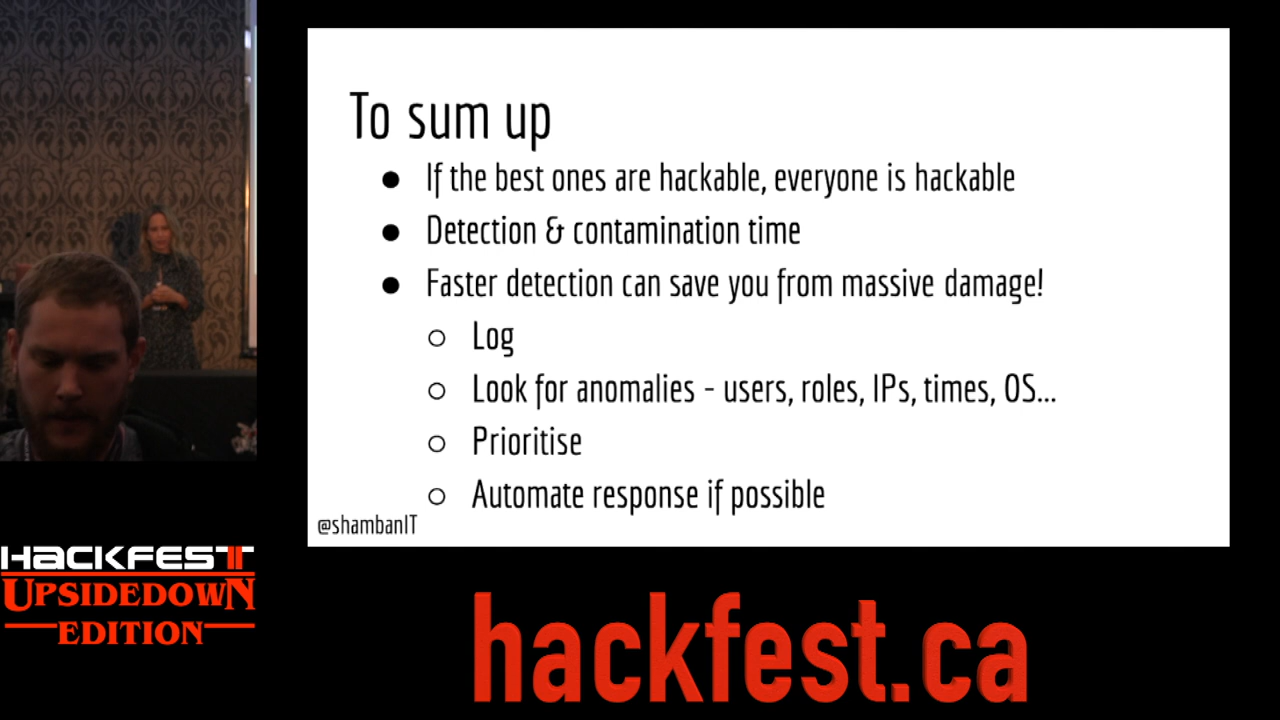 To sum up
● If the best ones are hackable, everyone is hackable
● Detection & contamination time
● Faster detection can save you from massive damage!
○ Log
○ Look for anomalies - users, roles, IPs, times, OS...
○ Prioritise
○ Automate response if possible
@shambanIT
HACKFEST
UPSIDEDOWN
EDITION
hackfest.ca